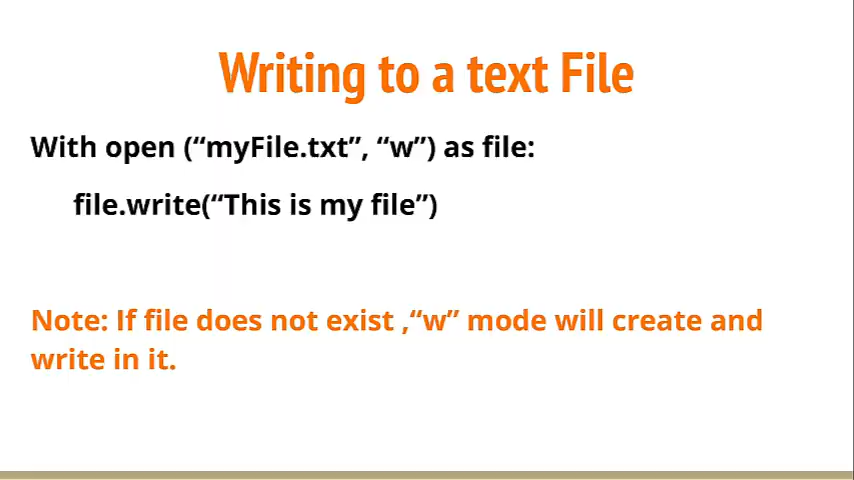 Writing to a text File
With open (“myFile.txt”, “w”) as file:
file.write(“This is my file”)
Note: If file does not exist ,“w” mode will create and
write in it.